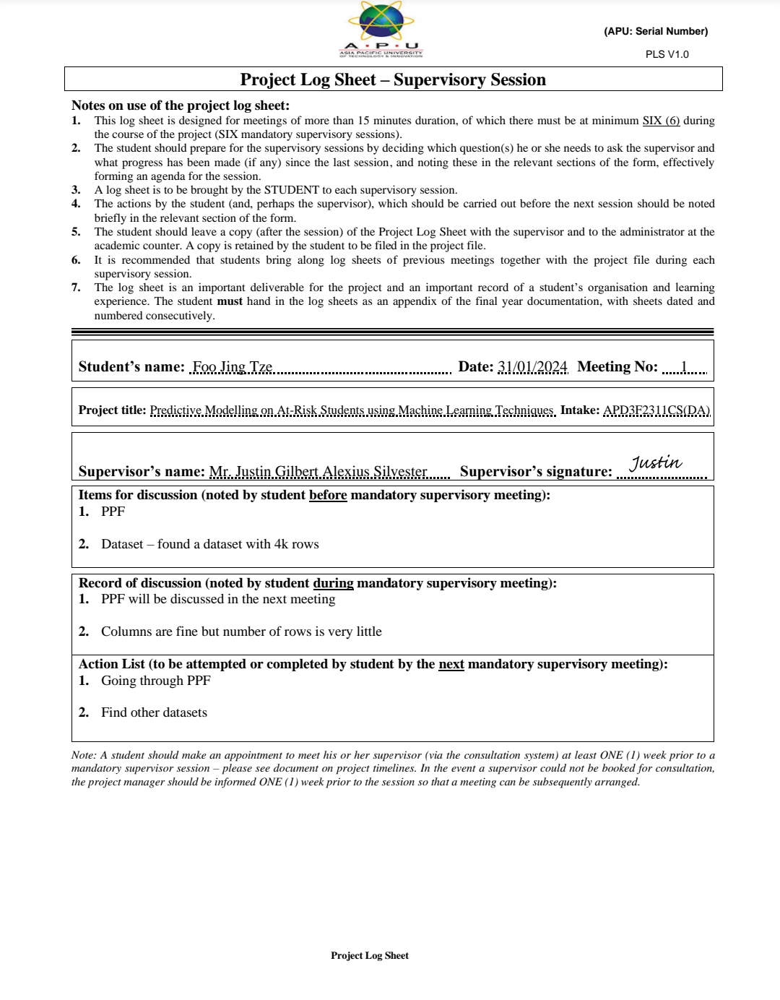 A • P • U
ASIA PACIFIC UNIVERSITY
OF TECHNOLOGY & INNOVATION
(APU: Serial Number)
PLS V1.0
Project Log Sheet – Supervisory Session
Notes on use of the project log sheet:
1. This log sheet is designed for meetings of more than 15 minutes duration, of which there must be at minimum SIX (6) during
the course of the project (SIX mandatory supervisory sessions).
2. The student should prepare for the supervisory sessions by deciding which question(s) he or she needs to ask the supervisor and
what progress has been made (if any) since the last session, and noting these in the relevant sections of the form, effectively
forming an agenda for the session.
3. A log sheet is to be brought by the STUDENT to each supervisory session.
4. The actions by the student (and, perhaps the supervisor), which should be carried out before the next session should be noted
briefly in the relevant section of the form.
5. The student should leave a copy (after the session) of the Project Log Sheet with the supervisor and to the administrator at the
academic counter. A copy is retained by the student to be filed in the project file.
6. It is recommended that students bring along log sheets of previous meetings together with the project file during each
supervisory session.
7. The log sheet is an important deliverable for the project and an important record of a student’s organisation and learning
experience. The student must hand in the log sheets as an appendix of the final year documentation, with sheets dated and
numbered consecutively.
Student’s name: Foo Jing Tze Date: 31/01/2024 Meeting No: 1
Project title: Predictive Modelling on At-Risk Students using Machine Learning Techniques Intake: APD3F2311CS(DA)
Supervisor’s name: Mr. Justin Gilbert Alexius Silvester Supervisor’s signature: Justin
Items for discussion (noted by student before mandatory supervisory meeting):
1. PPF
2. Dataset – found a dataset with 4k rows
Record of discussion (noted by student during mandatory supervisory meeting):
1. PPF will be discussed in the next meeting
2. Columns are fine but number of rows is very little
Action List (to be attempted or completed by student by the next mandatory supervisory meeting):
1. Going through PPF
2. Find other datasets
Note: A student should make an appointment to meet his or her supervisor (via the consultation system) at least ONE (1) week prior to a
mandatory supervisor session – please see document on project timelines. In the event a supervisor could not be booked for consultation,
the project manager should be informed ONE (1) week prior to the session so that a meeting can be subsequently arranged.
Project Log Sheet